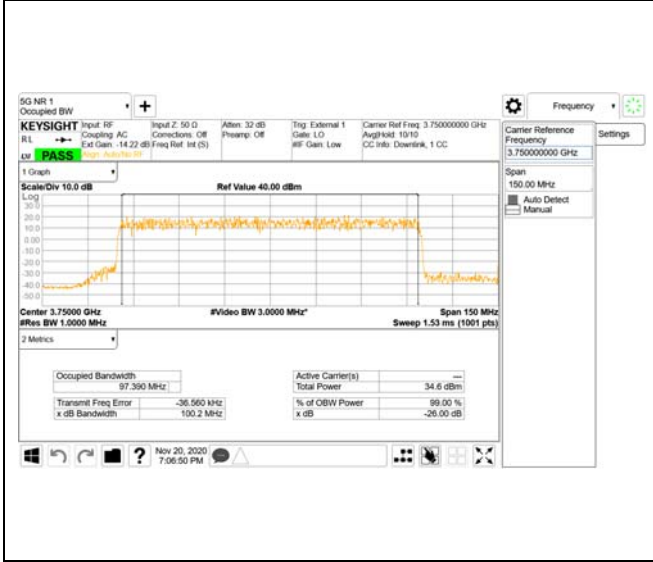 5G NR 1
Occupied BW
KEYSIGHT
Input: RF
Coupling: AC
Ext Gain: -14.22 dB
Align: Auto/No RF
Input Z: 50 Ω
Corrections: Off
Freq Ref: Int (S)
Atten: 32 dB
Preamp: Off
Trig: External 1
Gate: LO
#IF Gain: Low
Carrier Ref Freq: 3.750000000 GHz
Avg|Hold: 10/10
CC Info: Downlink, 1 CC
R L
PASS
Frequency
Carrier Reference
Frequency
3.750000000 GHz
Settings
Span
150.00 MHz
Auto Detect
Manual
1 Graph
Scale/Div 10.0 dB
Ref Value 40.00 dBm
Log
30.0
20.0
10.0
0.00
-10.0
-20.0
-30.0
-40.0
-50.0
Center 3.75000 GHz
#Video BW 3.0000 MHz*
Span 150 MHz
#Res BW 1.0000 MHz
Sweep 1.53 ms (1001 pts)
2 Metrics
Occupied Bandwidth
97.390 MHz
Active Carrier(s)
---
Total Power
34.6 dBm
Transmit Freq Error
-36.560 kHz
% of OBW Power
99.00 %
x dB Bandwidth
100.2 MHz
x dB
-26.00 dB
?
Nov 20, 2020
7:06:50 PM